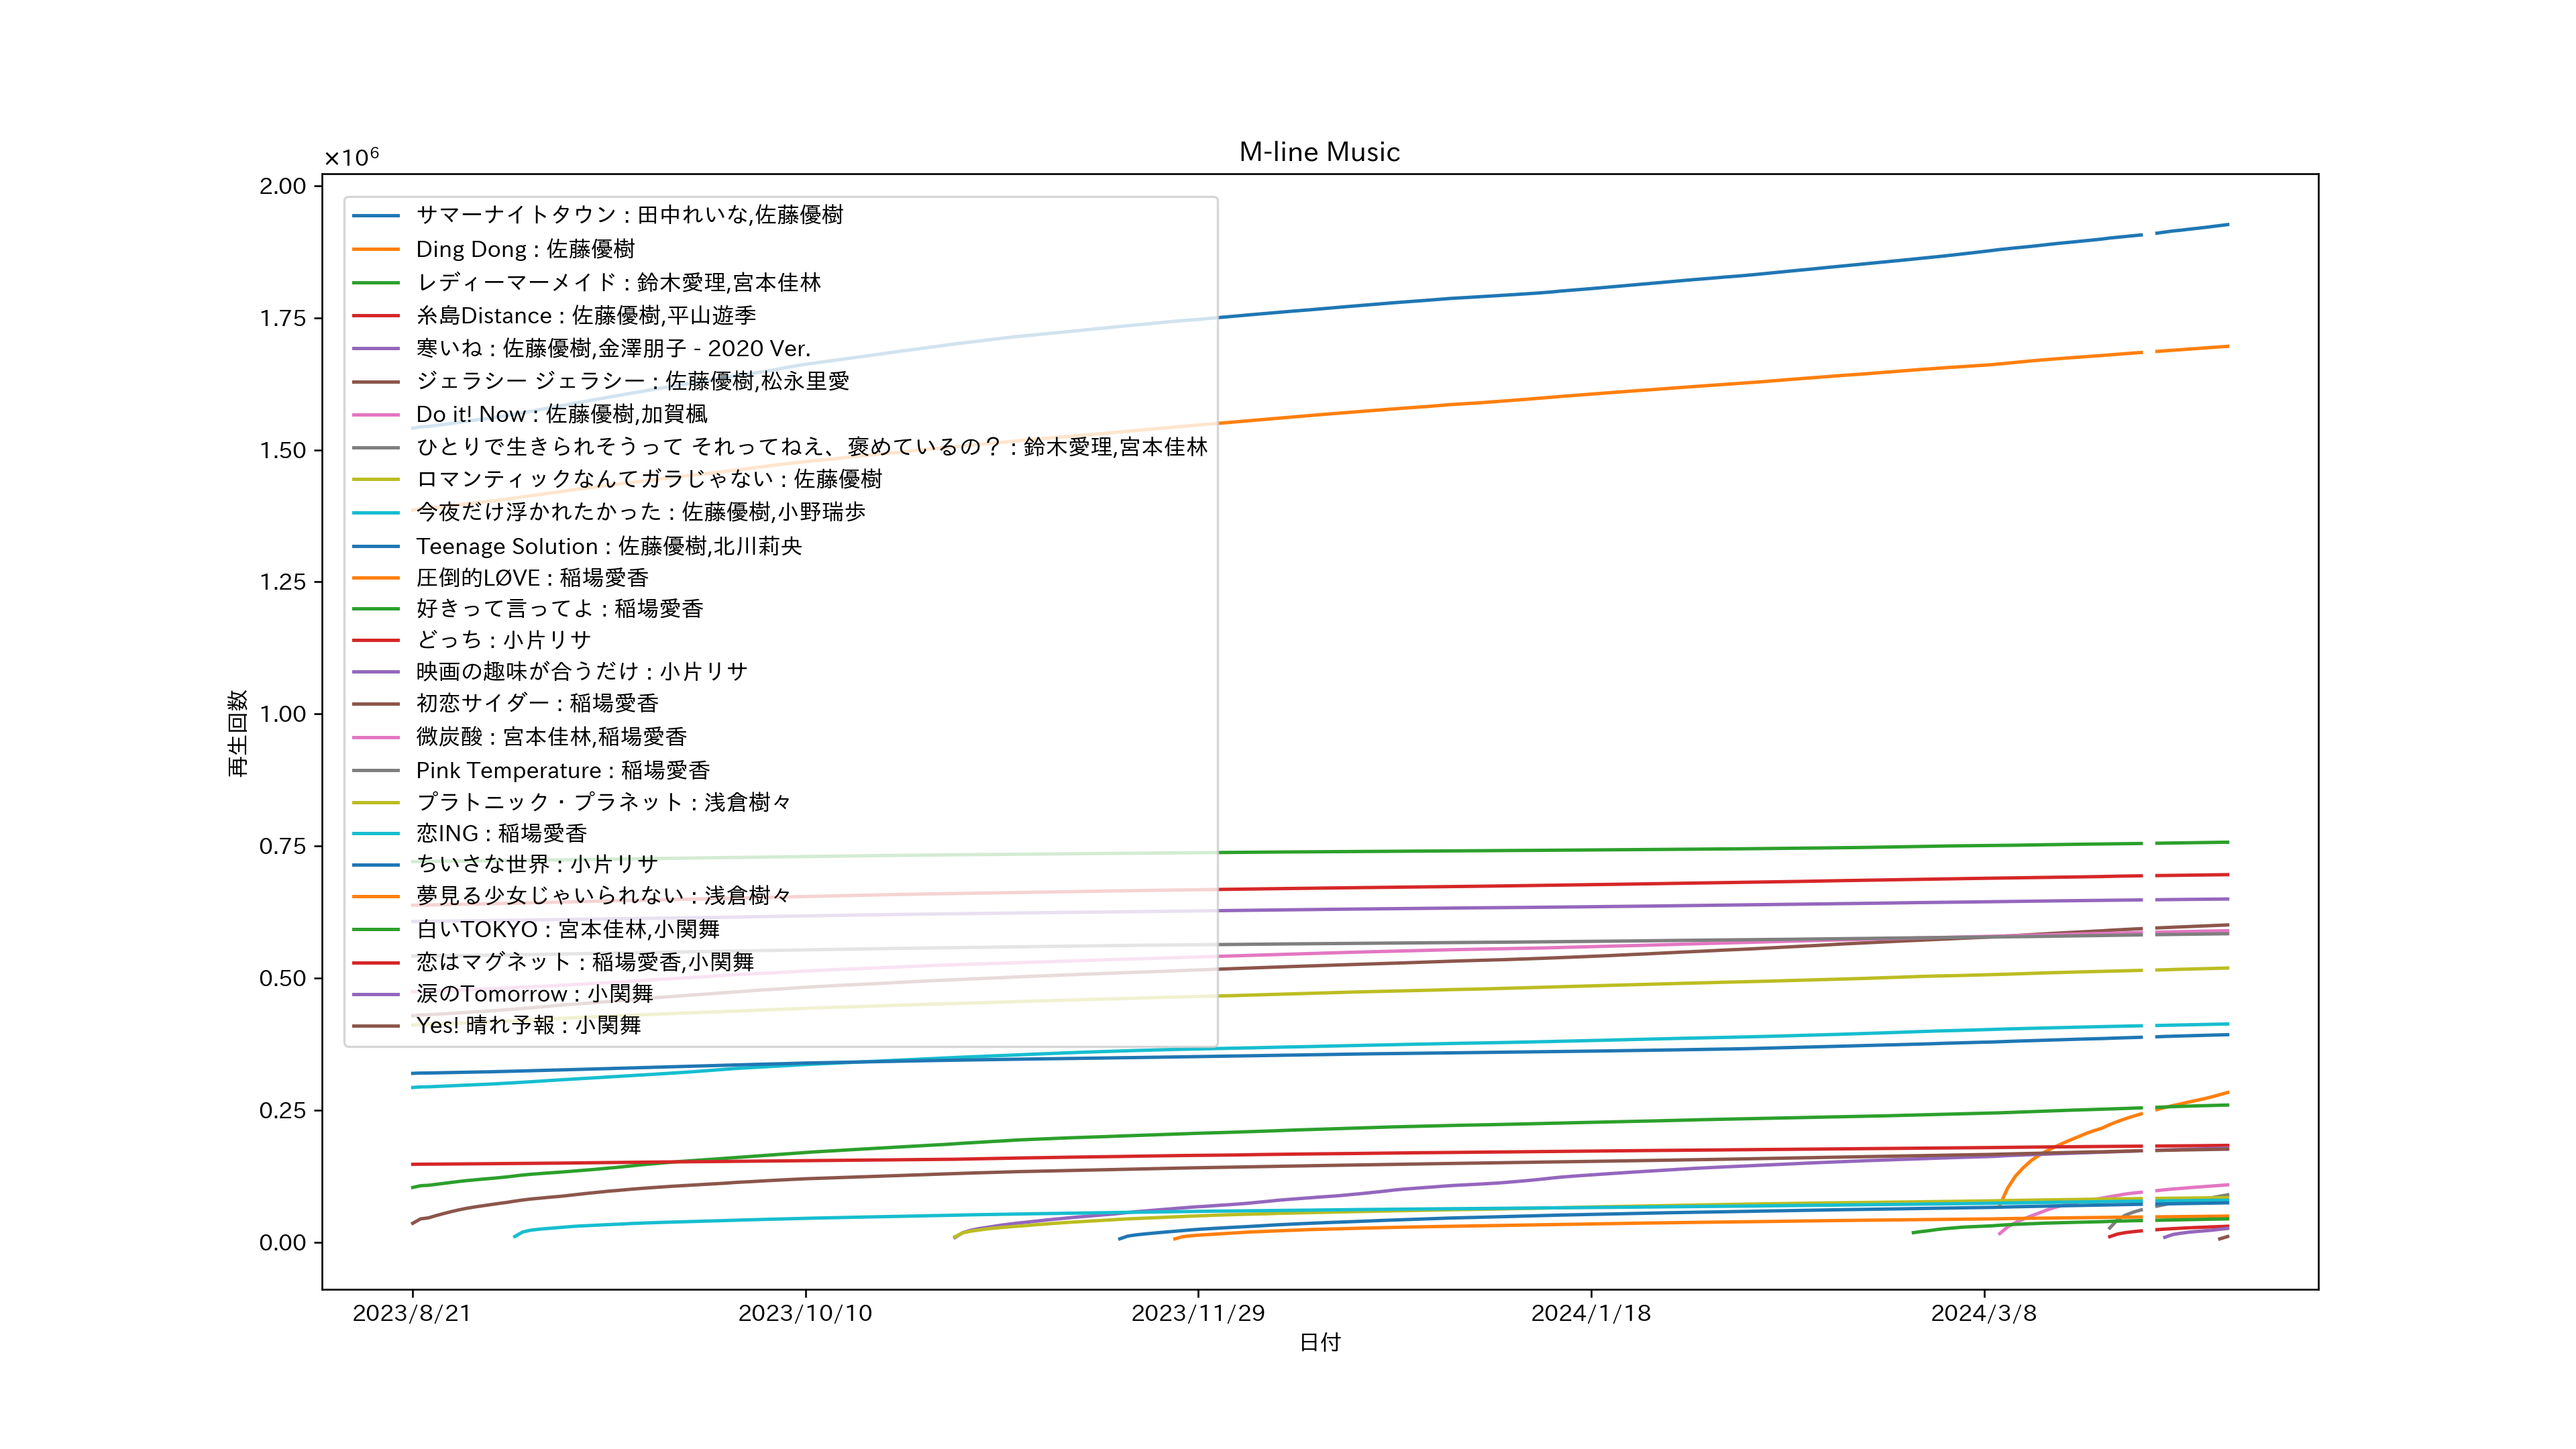 M-line Music
×10⁶
2.00
1.75
1.50
1.25
1.00
0.75
0.50
0.25
0.00
再生回数
サマーナイトタウン : 田中れいな,佐藤優樹
Ding Dong : 佐藤優樹
レディーマーメイド : 鈴木愛理,宮本佳林
糸島Distance : 佐藤優樹,平山遊季
寒いね : 佐藤優樹,金澤朋子 - 2020 Ver.
ジェラシー ジェラシー : 佐藤優樹,松永里愛
Do it! Now : 佐藤優樹,加賀楓
ひとりで生きられそうって それってねえ、褒めているの？ : 鈴木愛理,宮本佳林
ロマンティックなんてガラじゃない : 佐藤優樹
今夜だけ浮かれたかった : 佐藤優樹,小野瑞歩
Teenage Solution : 佐藤優樹,北川莉央
圧倒的LØVE : 稲場愛香
好きって言ってよ : 稲場愛香
どっち : 小片リサ
映画の趣味が合うだけ : 小片リサ
初恋サイダー : 稲場愛香
微炭酸 : 宮本佳林,稲場愛香
Pink Temperature : 稲場愛香
プラトニック・プラネット : 浅倉樹々
恋ING : 稲場愛香
ちいさな世界 : 小片リサ
夢見る少女じゃいられない : 浅倉樹々
白いTOKYO : 宮本佳林,小関舞
恋はマグネット : 稲場愛香,小関舞
涙のTomorrow : 小関舞
Yes! 晴れ予報 : 小関舞
2023/8/21
2023/10/10
2023/11/29
2024/1/18
2024/3/8
日付